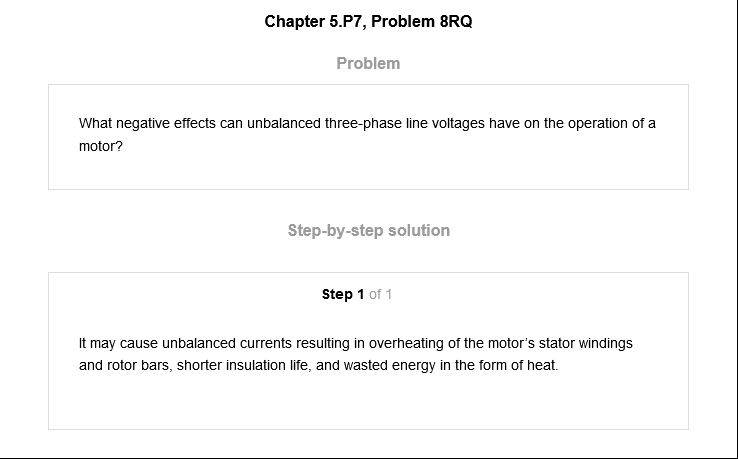 Chapter 5.P7, Problem 8RQ
Problem
What negative effects can unbalanced three-phase line voltages have on the operation of a
motor?
Step-by-step solution
Step 1 of 1
It may cause unbalanced currents resulting in overheating of the motor's stator windings
and rotor bars, shorter insulation life, and wasted energy in the form of heat.